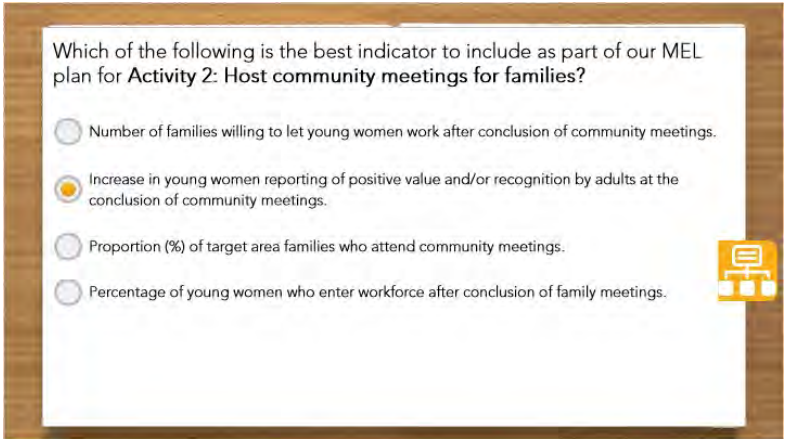 Which of the following is the best indicator to include as part of our MEL
plan for Activity 2: Host community meetings for families?
Number of families willing to let young women work after conclusion of community meetings.
Increase in young women reporting of positive value and/or recognition by adults at the
conclusion of community meetings.
Proportion (%) of target area families who attend community meetings.
Percentage of young women who enter workforce after conclusion of family meetings.